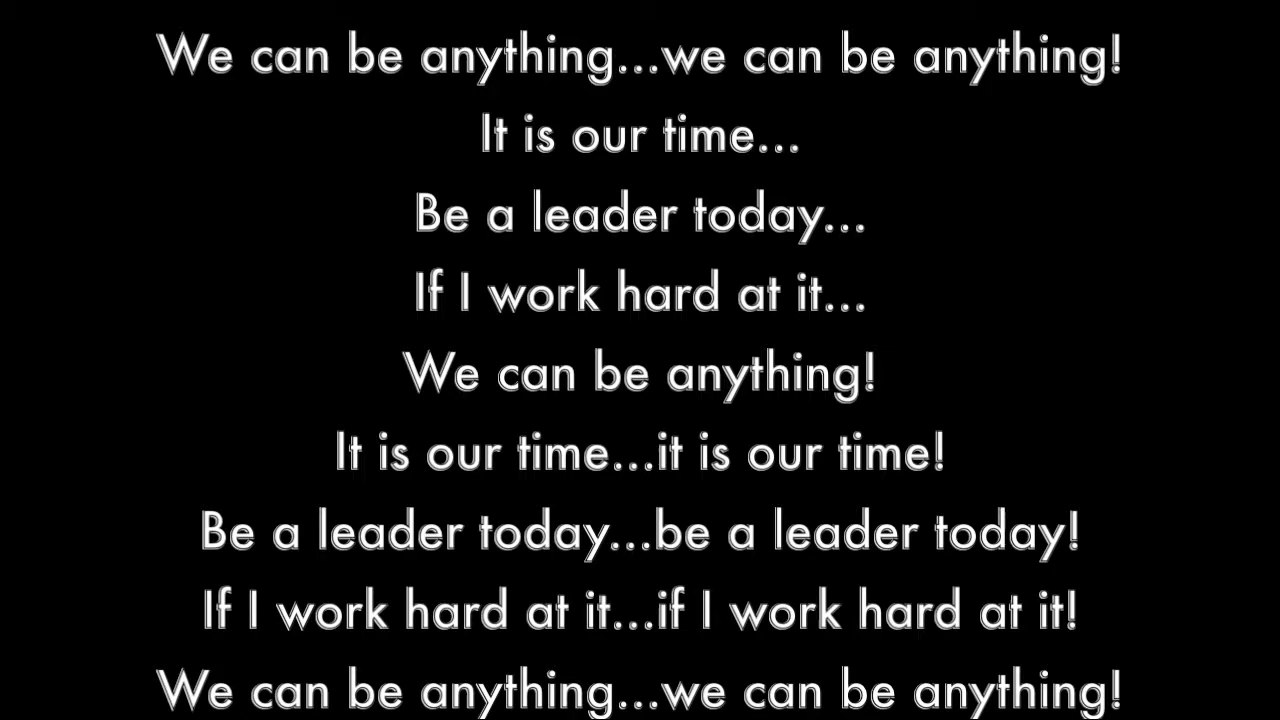 We can be anything...we can be anything!
It is our time...
Be a leader today...
If I work hard at it...
We can be anything!
It is our time...it is our time!
Be a leader today...be a leader today!
If I work hard at it...if I work hard at it!
We can be anything...we can be anything!